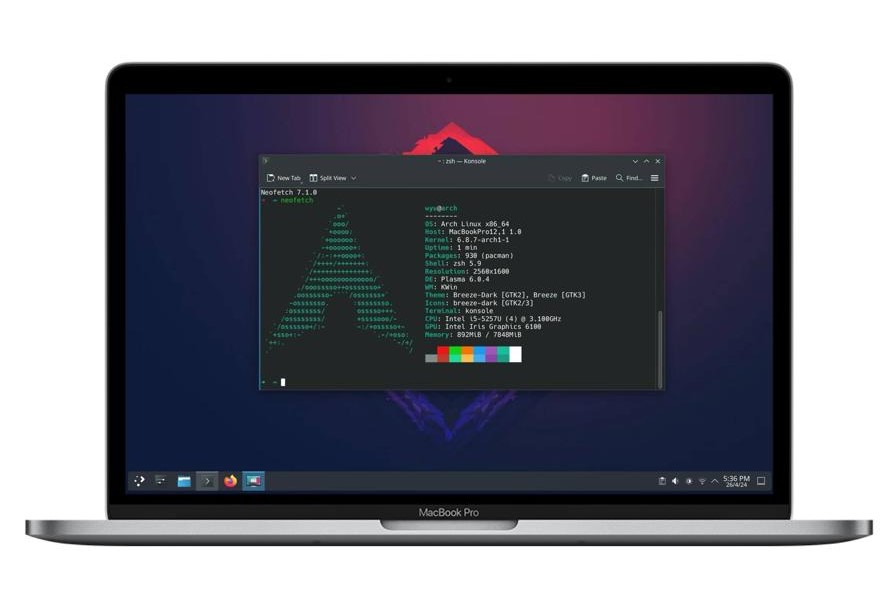 ~ : zsh — Konsole
New Tab Split View Copy Paste Find...
Neofetch 7.1.0
→ ~ neofetch
wyu@arch
--------
OS: Arch Linux x86_64
Host: MacBookPro12,1 1.0
Kernel: 6.8.7-arch1-1
Uptime: 1 min
Packages: 930 (pacman)
Shell: zsh 5.9
Resolution: 2560x1600
DE: Plasma 6.0.4
WM: KWin
Theme: Breeze-Dark [GTK2], Breeze [GTK3]
Icons: breeze-dark [GTK2/3]
Terminal: konsole
CPU: Intel i5-5257U (4) @ 3.100GHz
GPU: Intel Iris Graphics 6100
Memory: 892MiB / 7848MiB
→ ~
5:36 PM
26/4/24
MacBook Pro